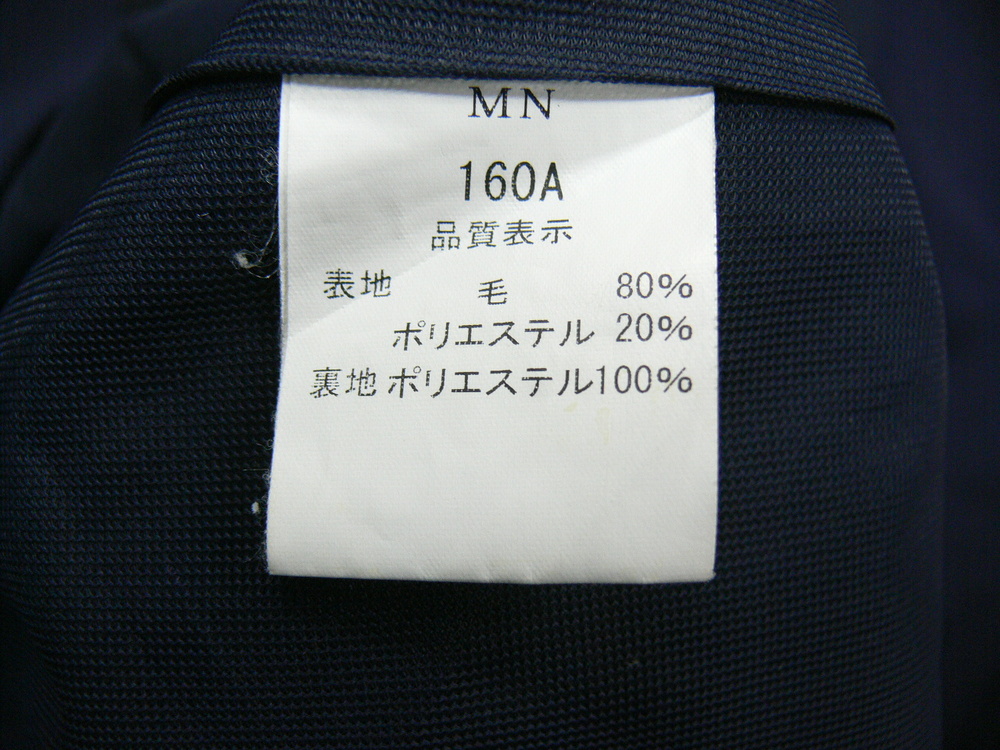 MN
160A
品質表示
表地 毛 80%
ポリエステル 20%
裏地 ポリエステル100%